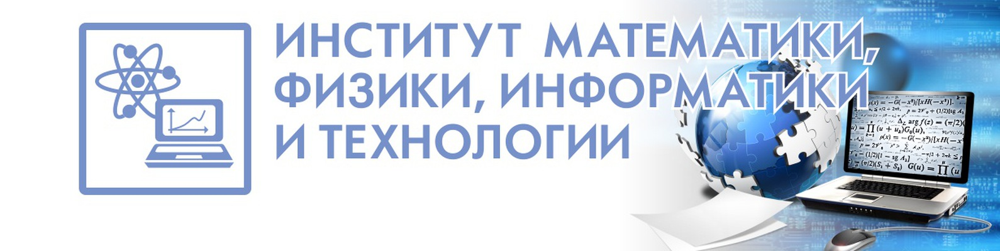 ИНСТИТУТ МАТЕМАТИКИ,
ФИЗИКИ, ИНФОРМАТИКИ
И ТЕХНОЛОГИИ